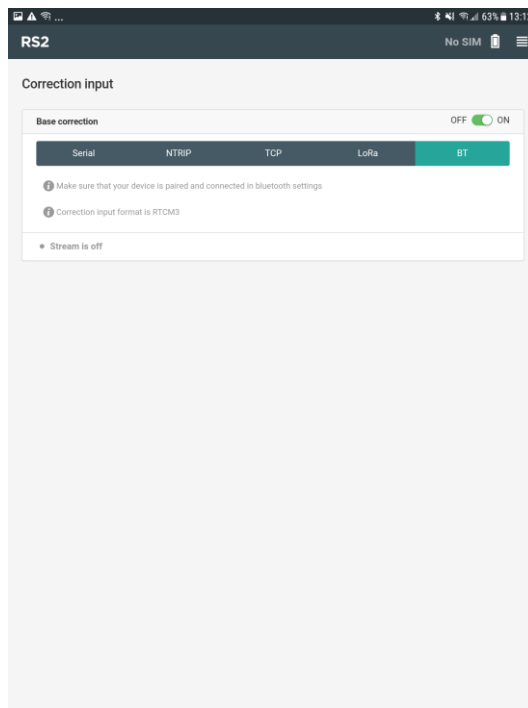 ... 63% 13:12
RS2 No SIM
Correction input
Base correction OFF ON
Serial NTRIP TCP LoRa BT
Make sure that your device is paired and connected in bluetooth settings
Correction input format is RTCM3
Stream is off